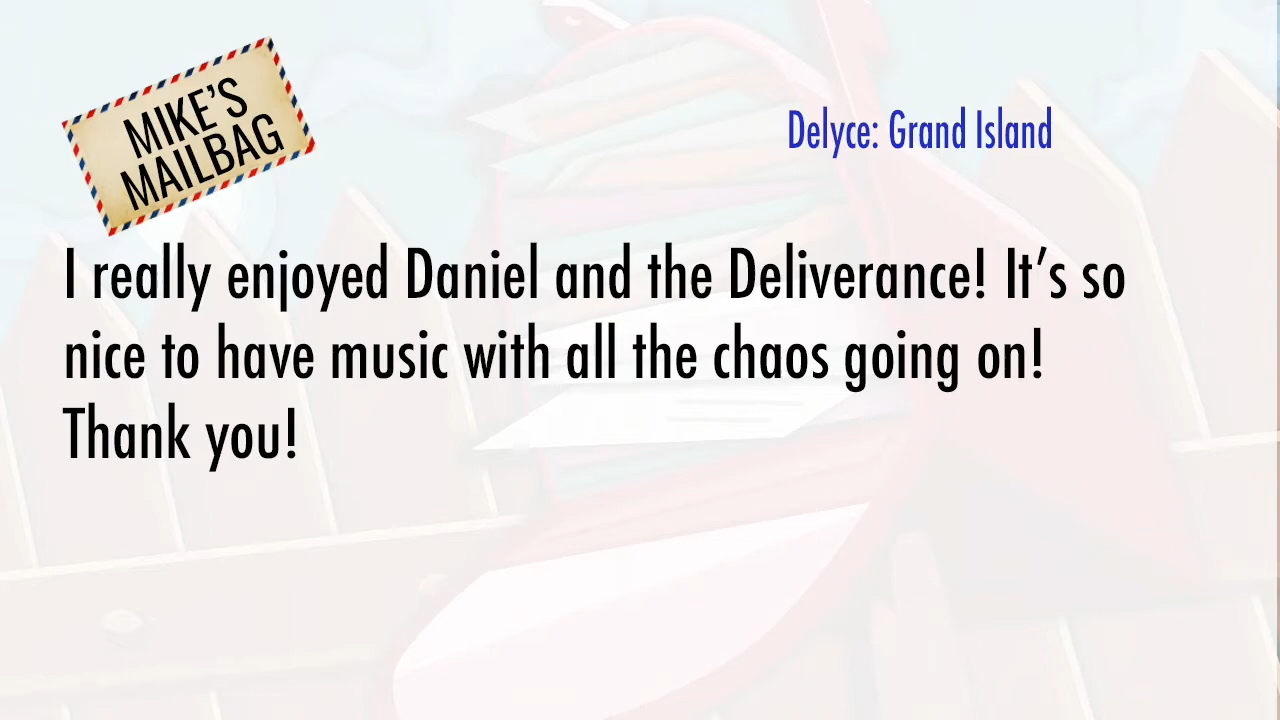 MIKE'S
MAILBAG
Delyce: Grand Island
I really enjoyed Daniel and the Deliverance! It’s so
nice to have music with all the chaos going on!
Thank you!